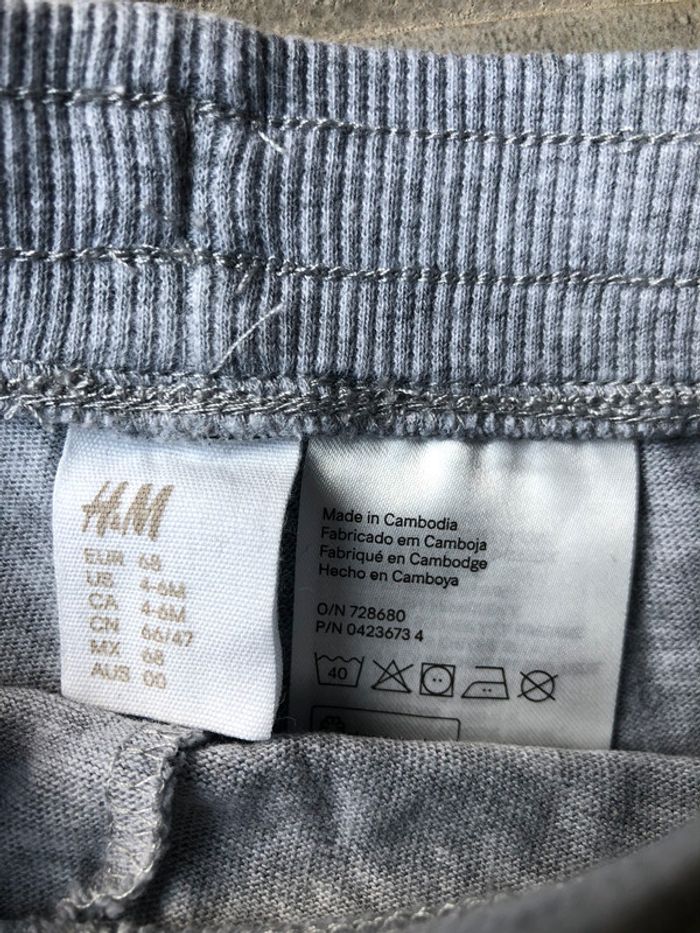 H&M
EUR 68
US 4-6M
CA 4-6M
CN 66/47
MX 68
AUS 00
Made in Cambodia
Fabricado em Camboja
Fabriqué en Cambodge
Hecho en Camboya
O/N 728680
P/N 0423673 4
40